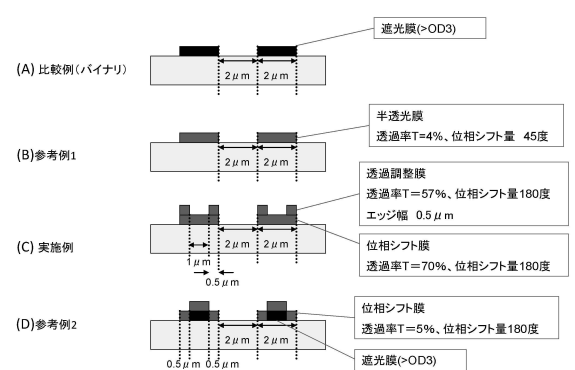 遮光膜(>OD3)
(A) 比較例(バイナリ)
2μm 2μm
半透光膜
透過率T=4%、位相シフト量 45度
(B)参考例1
2μm 2μm
透過調整膜
透過率T=57%、位相シフト量180度
エッジ幅 0.5μm
(C) 実施例
2μm 2μm
1μm
0.5μm
位相シフト膜
透過率T=70%、位相シフト量180度
(D)参考例2
2μm 2μm
0.5μm 0.5μm
位相シフト膜
透過率T=5%、位相シフト量180度
遮光膜(>OD3)